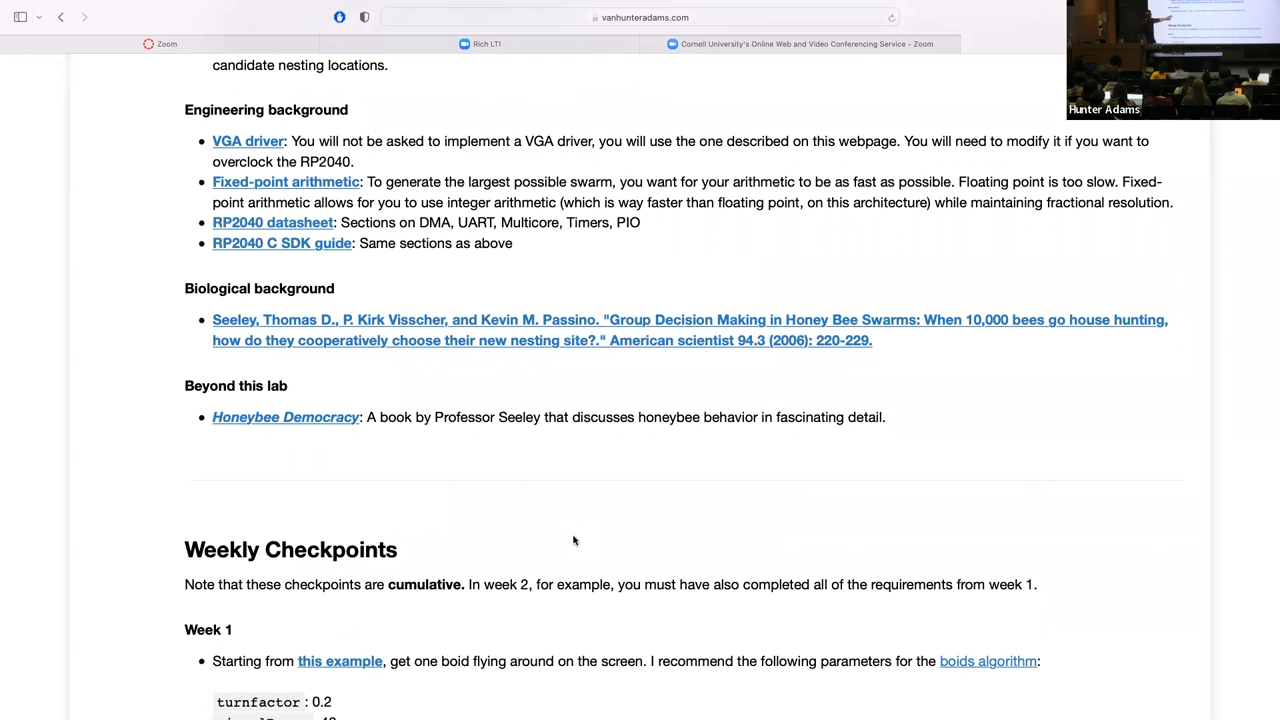 vanhunteradams.com
Zoom
Rich LTI
Cornell University's Online Web and Video Conferencing Service - Zoom
Hunter Adams
candidate nesting locations.
Engineering background
• VGA driver: You will not be asked to implement a VGA driver, you will use the one described on this webpage. You will need to modify it if you want to
overclock the RP2040.
• Fixed-point arithmetic: To generate the largest possible swarm, you want for your arithmetic to be as fast as possible. Floating point is too slow. Fixed-
point arithmetic allows for you to use integer arithmetic (which is way faster than floating point, on this architecture) while maintaining fractional resolution.
• RP2040 datasheet: Sections on DMA, UART, Multicore, Timers, PIO
• RP2040 C SDK guide: Same sections as above
Biological background
• Seeley, Thomas D., P. Kirk Visscher, and Kevin M. Passino. "Group Decision Making in Honey Bee Swarms: When 10,000 bees go house hunting,
how do they cooperatively choose their new nesting site?." American scientist 94.3 (2006): 220-229.
Beyond this lab
• Honeybee Democracy: A book by Professor Seeley that discusses honeybee behavior in fascinating detail.
Weekly Checkpoints
Note that these checkpoints are cumulative. In week 2, for example, you must have also completed all of the requirements from week 1.
Week 1
• Starting from this example, get one boid flying around on the screen. I recommend the following parameters for the boids algorithm:
turnfactor : 0.2